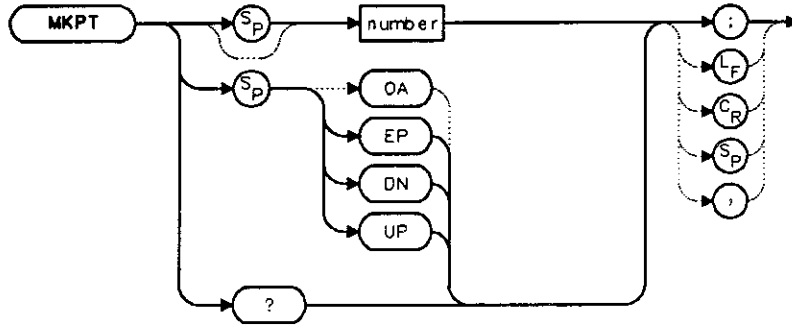 MKPT SP number ;
LF
SP OA CR
EP SP
DN ,
UP
?